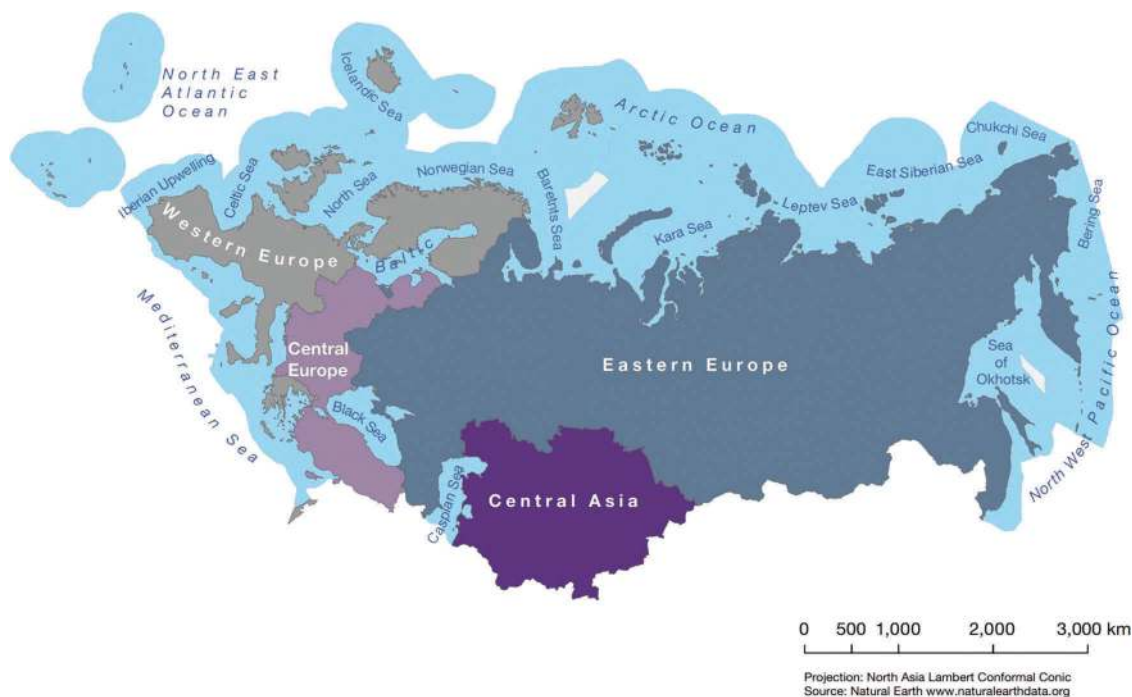 North East
Atlantic
Ocean
Icelandic Sea
Arctic Ocean
Chukchi Sea
Iberian Upwelling
Celtic Sea
North Sea
Norwegian Sea
Baretnts Sea
East Siberian Sea
Leptev Sea
Kara Sea
Bering Sea
Western Europe
Baltic
Mediterranean Sea
Central
Europe
Eastern Europe
Sea
of
Okhotsk
Black Sea
North West Pacific Ocean
Caspian Sea
Central Asia
0 500 1,000 2,000 3,000 km
Projection: North Asia Lambert Conformal Conic
Source: Natural Earth www.naturalearthdata.org